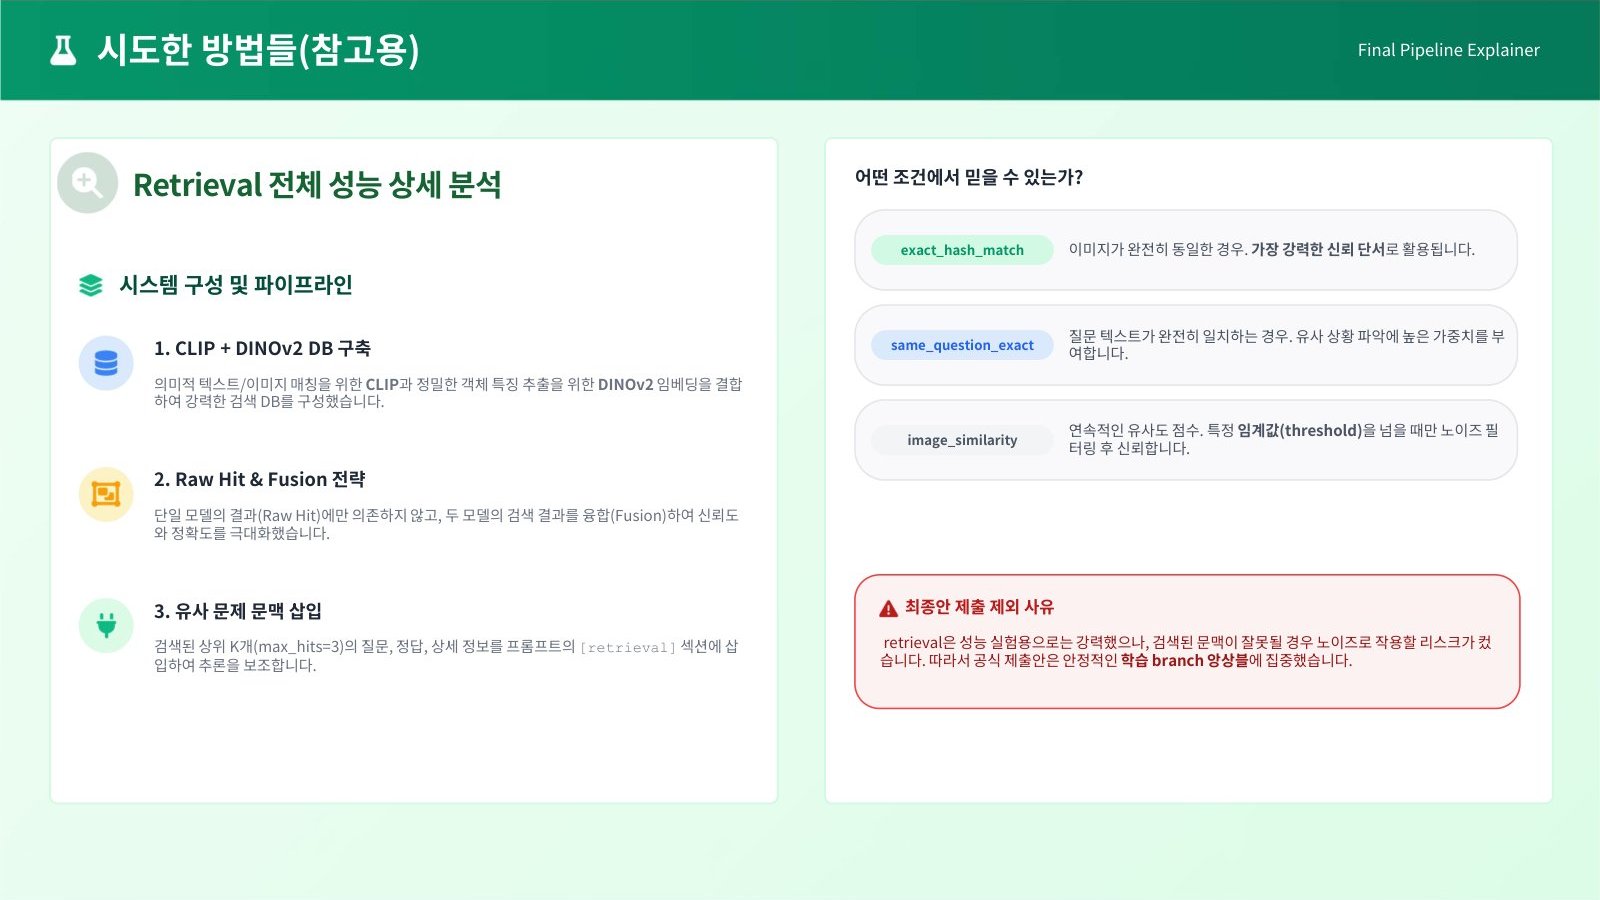 시도한 방법들(참고용)
Final Pipeline Explainer
Retrieval 전체 성능 상세 분석
시스템 구성 및 파이프라인
1. CLIP + DINOv2 DB 구축
의미적 텍스트/이미지 매칭을 위한 CLIP과 정밀한 객체 특징 추출을 위한 DINOv2 임베딩을 결합
하여 강력한 검색 DB를 구성했습니다.
2. Raw Hit & Fusion 전략
단일 모델의 결과(Raw Hit)에만 의존하지 않고, 두 모델의 검색 결과를 융합(Fusion)하여 신뢰도
와 정확도를 극대화했습니다.
3. 유사 문제 문맥 삽입
검색된 상위 K개(max_hits=3)의 질문, 정답, 상세 정보를 프롬프트의 [retrieval] 섹션에 삽
입하여 추론을 보조합니다.
어떤 조건에서 믿을 수 있는가?
exact_hash_match
이미지가 완전히 동일한 경우. 가장 강력한 신뢰 단서로 활용됩니다.
same_question_exact
질문 텍스트가 완전히 일치하는 경우. 유사 상황 파악에 높은 가중치를 부
여합니다.
image_similarity
연속적인 유사도 점수. 특정 임계값(threshold)을 넘을 때만 노이즈 필
터링 후 신뢰합니다.
최종안 제출 제외 사유
retrieval은 성능 실험용으로는 강력했으나, 검색된 문맥이 잘못될 경우 노이즈로 작용할 리스크가 컸
습니다. 따라서 공식 제출안은 안정적인 학습 branch 앙상블에 집중했습니다.